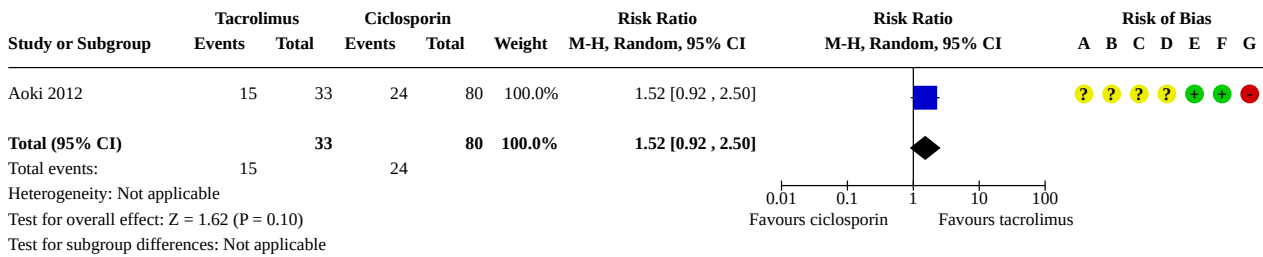 Tacrolimus Ciclosporin Risk Ratio Risk Ratio Risk of Bias
Study or Subgroup Events Total Events Total Weight M-H, Random, 95% CI M-H, Random, 95% CI A B C D E F G
Aoki 2012 15 33 24 80 100.0% 1.52 [0.92 , 2.50] ? ? ? ? + + -
Total (95% CI) 33 80 100.0% 1.52 [0.92 , 2.50]
Total events: 15 24
Heterogeneity: Not applicable
0.01 0.1 1 10 100
Test for overall effect: Z = 1.62 (P = 0.10) Favours ciclosporin Favours tacrolimus
Test for subgroup differences: Not applicable